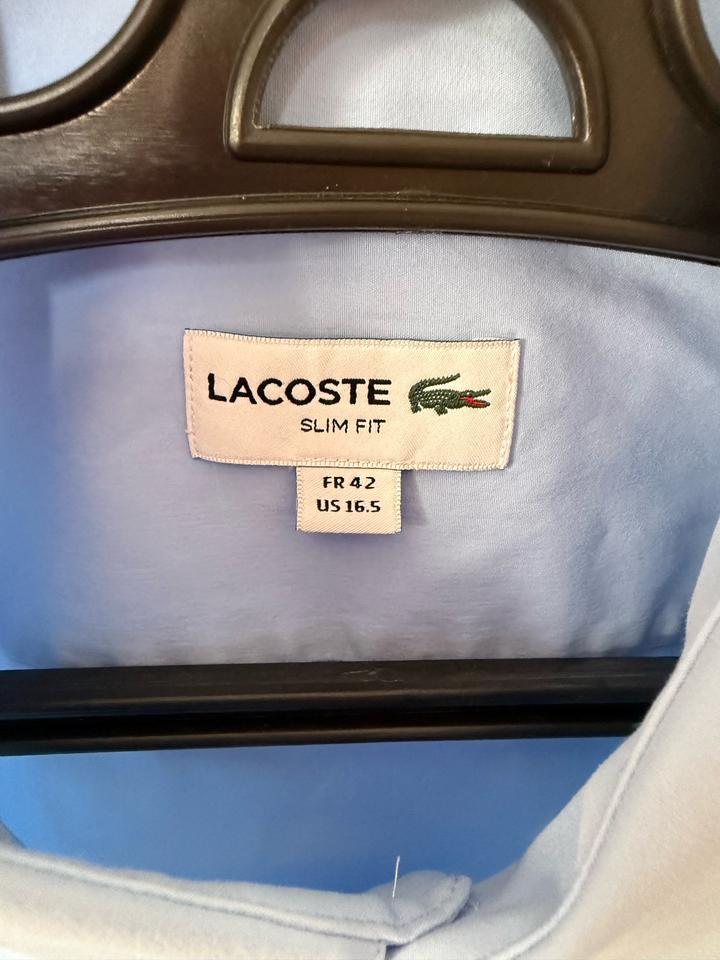 LACOSTE
SLIM FIT
FR 42
US 16.5